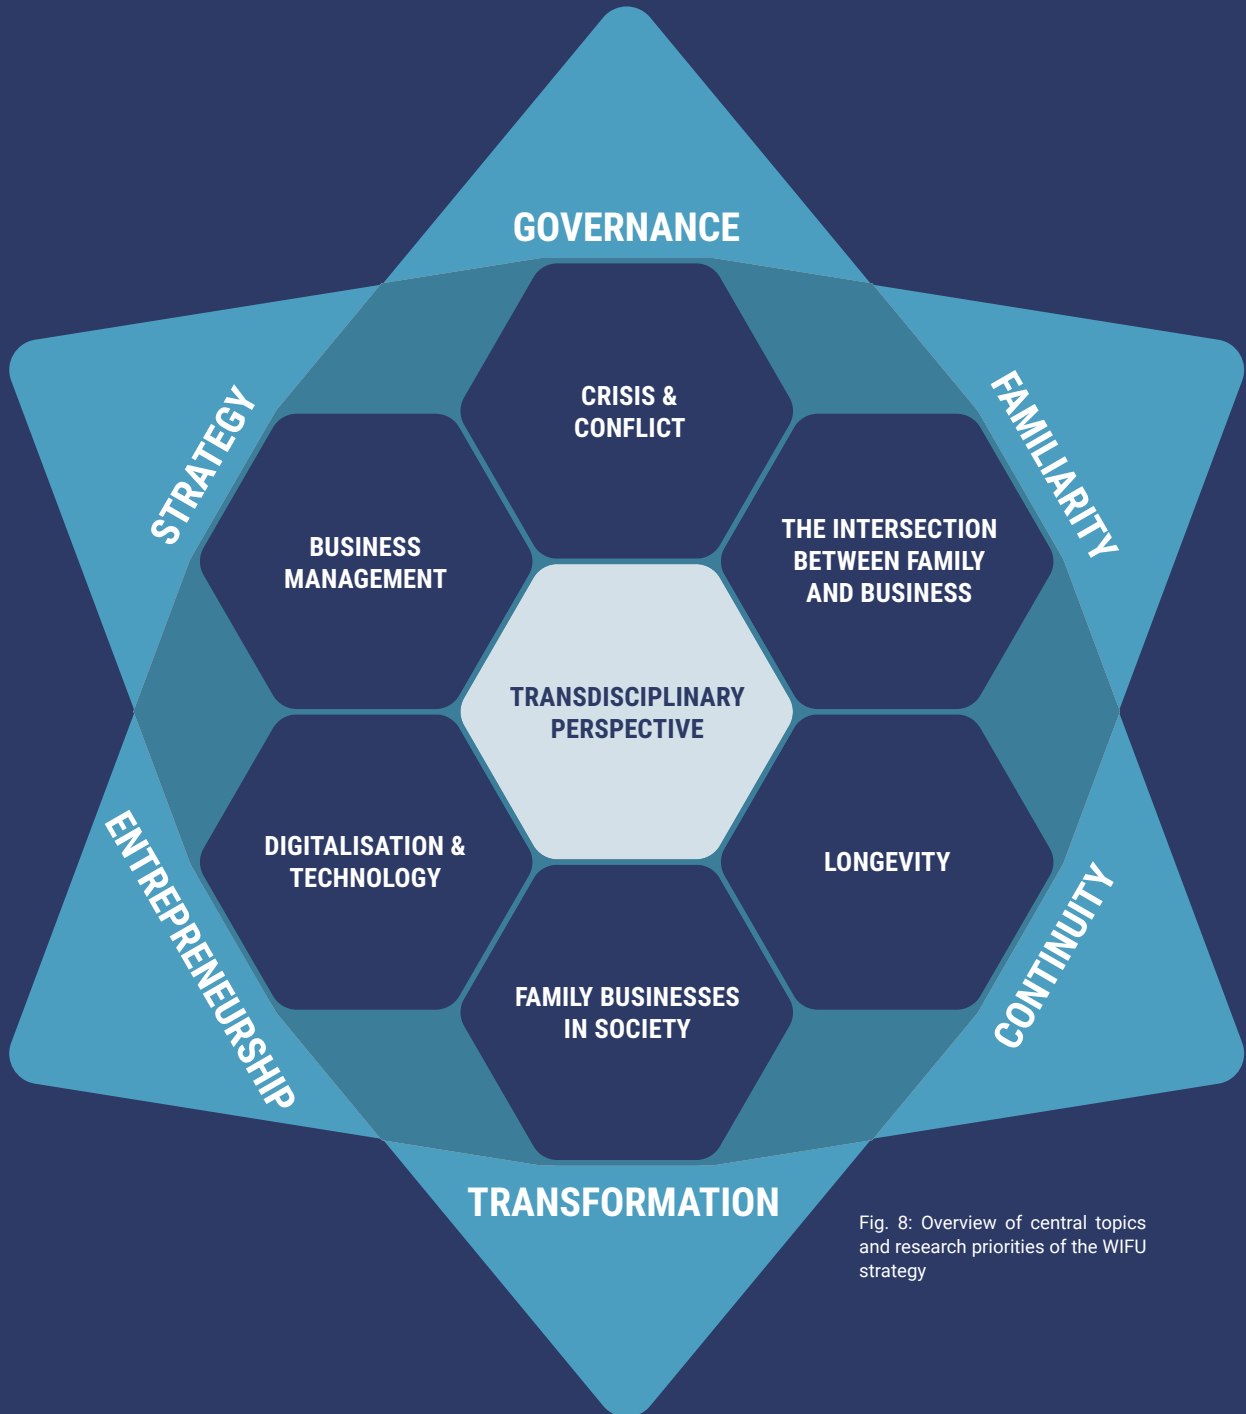 GOVERNANCE
STRATEGY
FAMILIARITY
CRISIS &
CONFLICT
BUSINESS
MANAGEMENT
THE INTERSECTION
BETWEEN FAMILY
AND BUSINESS
TRANSDISCIPLINARY
PERSPECTIVE
DIGITALISATION &
TECHNOLOGY
LONGEVITY
FAMILY BUSINESSES
IN SOCIETY
ENTREPRENEURSHIP
CONTINUITY
TRANSFORMATION
Fig. 8: Overview of central topics
and research priorities of the WIFU
strategy